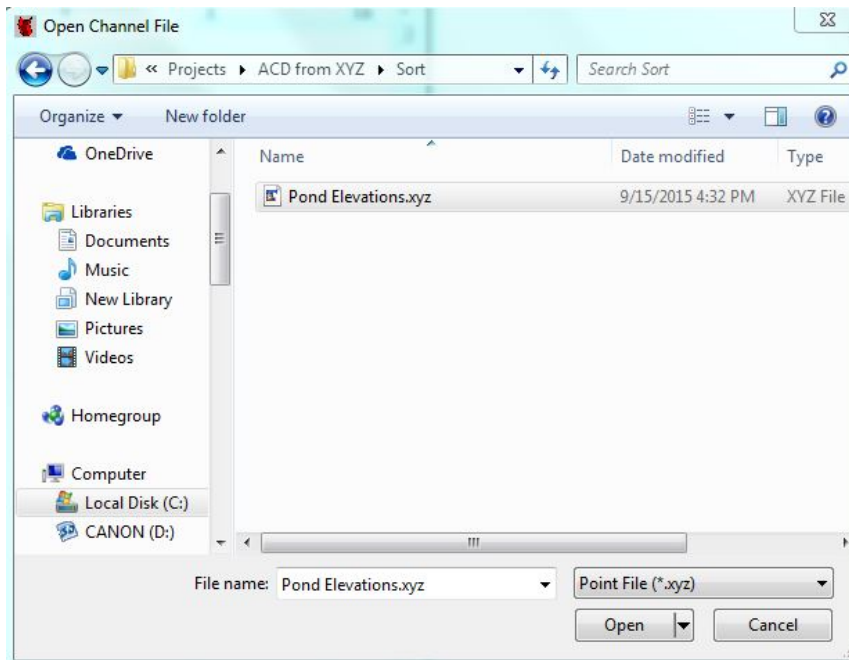 Open Channel File
« Projects ▸ ACD from XYZ ▸ Sort
Search Sort
Organize New folder
Name Date modified Type
OneDrive
Pond Elevations.xyz 9/15/2015 4:32 PM XYZ File
Libraries
Documents
Music
New Library
Pictures
Videos
Homegroup
Computer
Local Disk (C:)
CANON (D:)
File name: Pond Elevations.xyz Point File (*.xyz)
Open Cancel